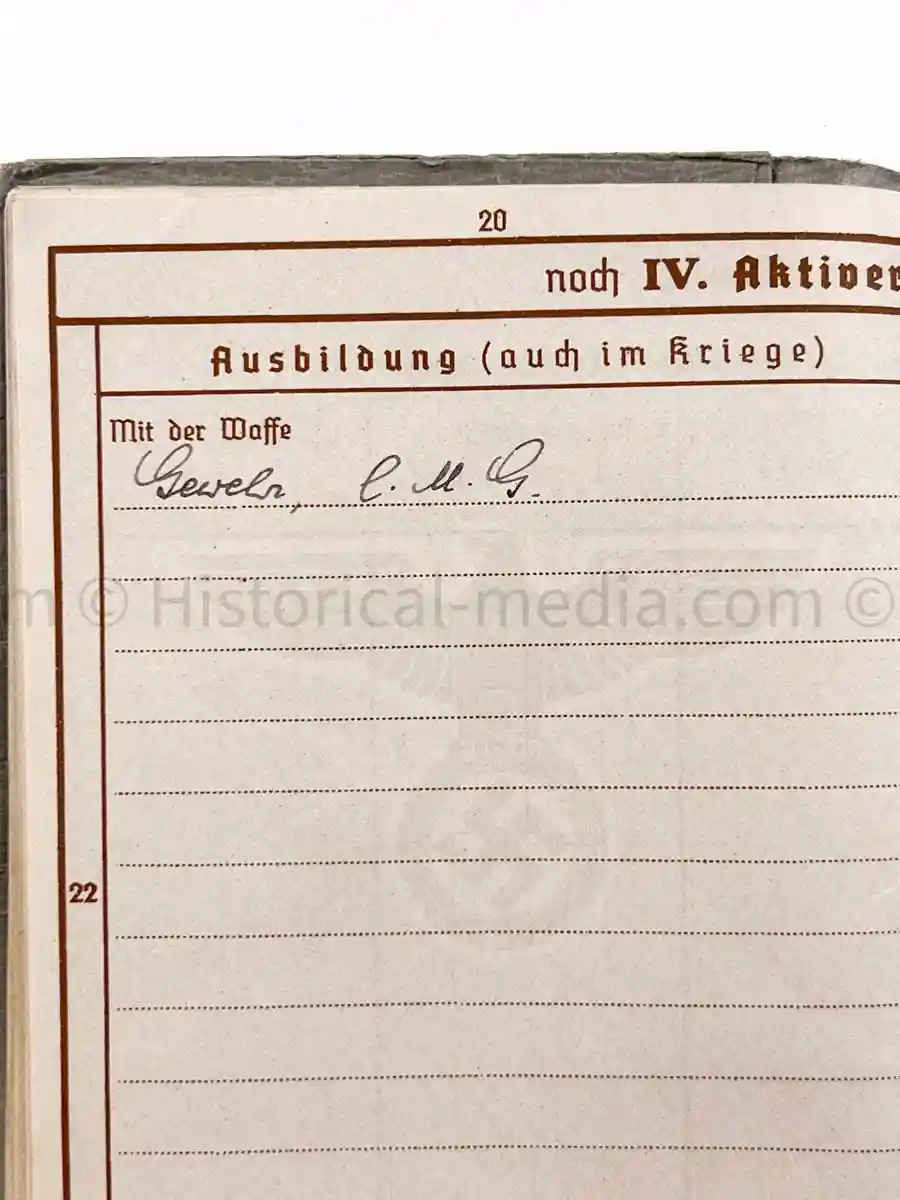 20
noch IV. Aktiver
Ausbildung (auch im Kriege)
Mit der Waffe
Gewehr, l. M. G.
m © Historical-media.com ©
22